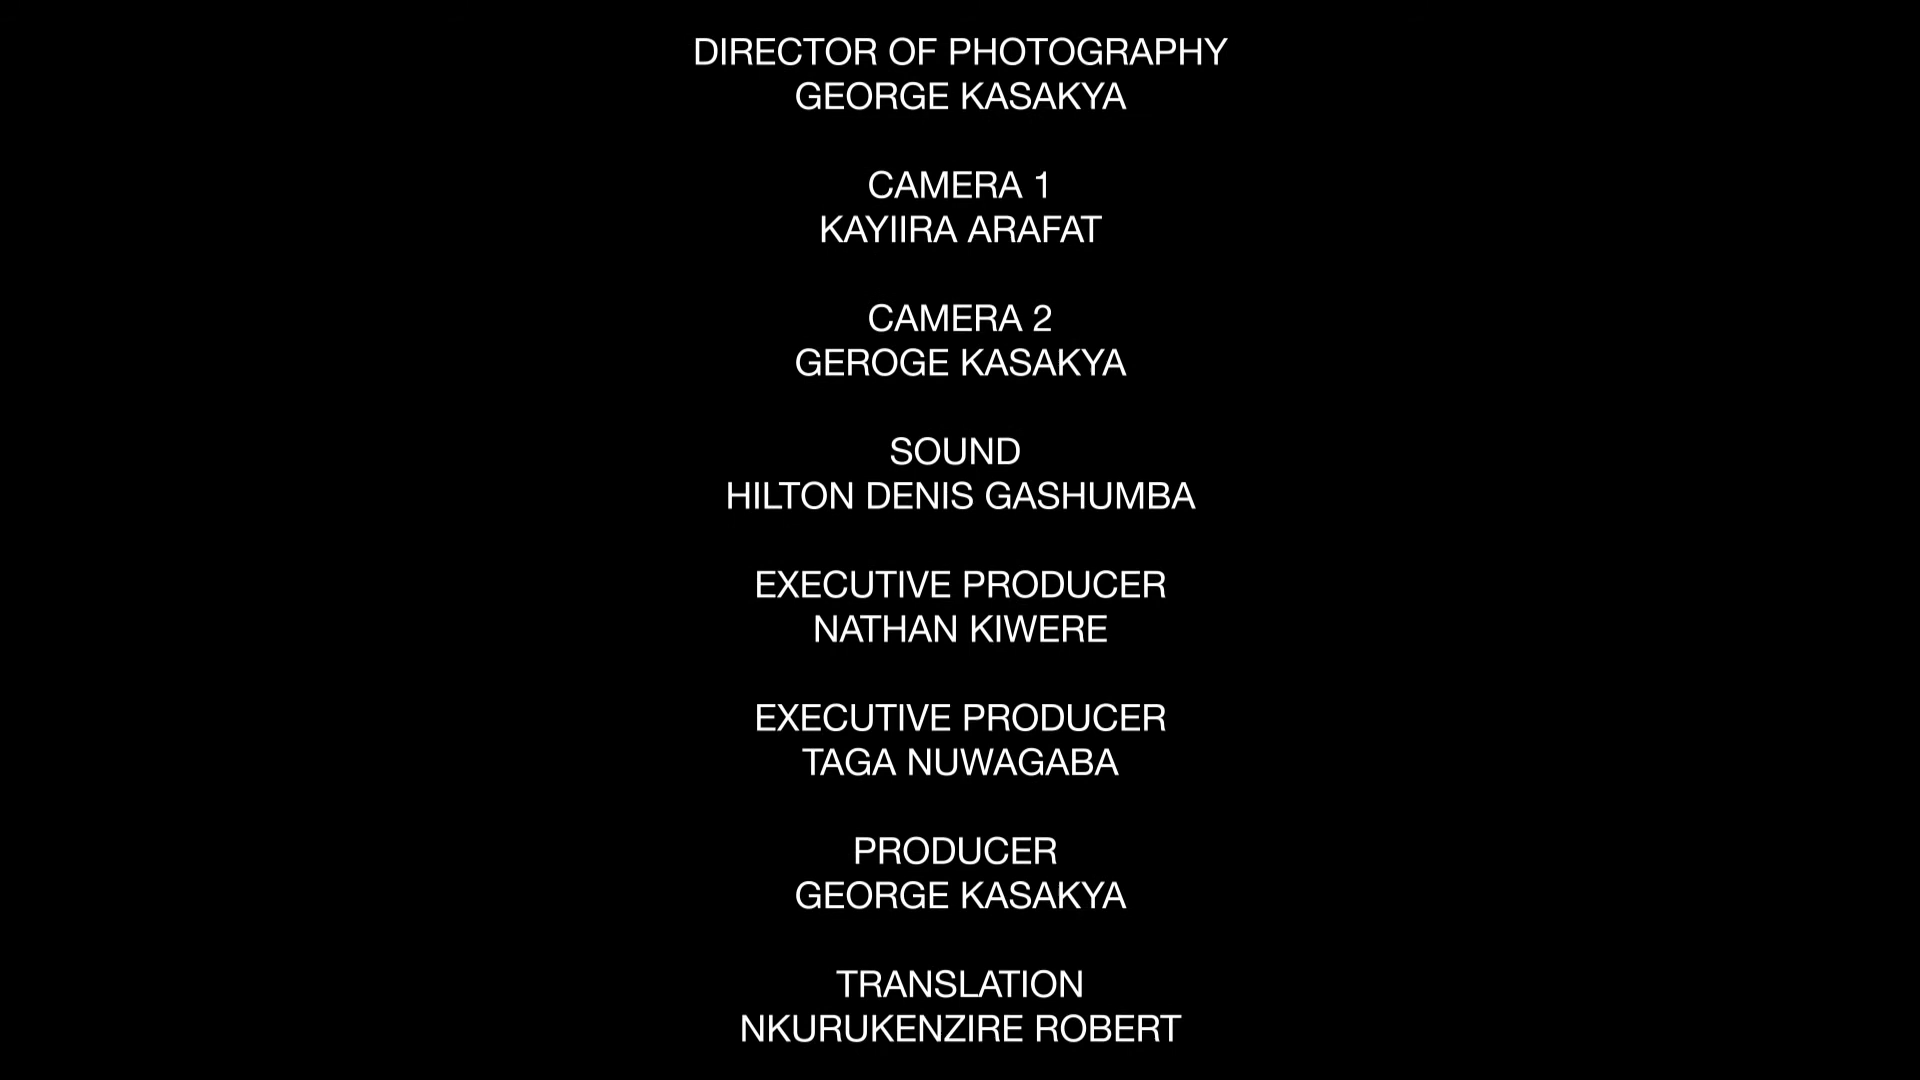 DIRECTOR OF PHOTOGRAPHY
GEORGE KASAKYA
CAMERA 1
KAYIIRA ARAFAT
CAMERA 2
GEROGE KASAKYA
SOUND
HILTON DENIS GASHUMBA
EXECUTIVE PRODUCER
NATHAN KIWERE
EXECUTIVE PRODUCER
TAGA NUWAGABA
PRODUCER
GEORGE KASAKYA
TRANSLATION
NKURUKENZIRE ROBERT